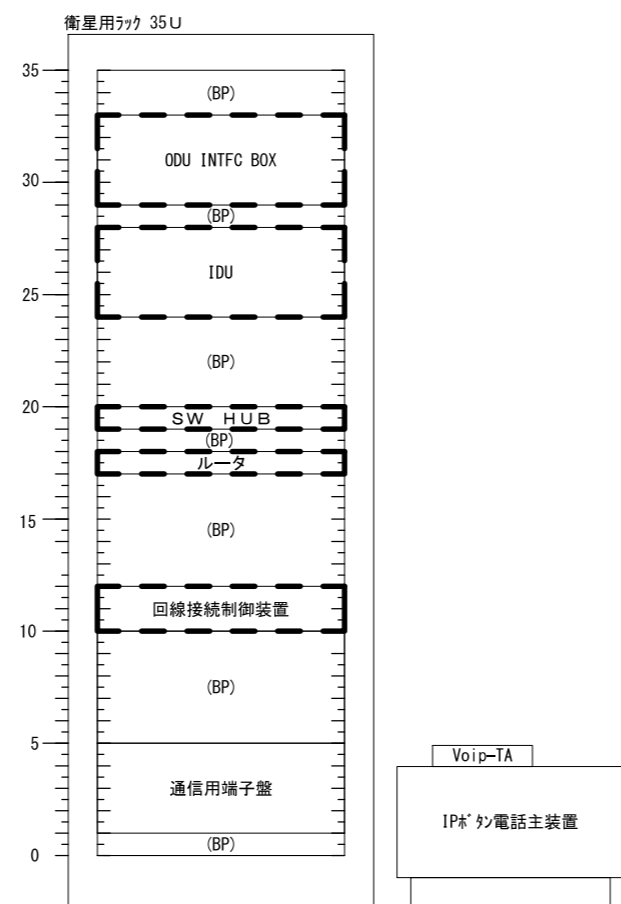 衛星用ﾗｯｸ 35Ｕ
35
(BP)
ODU INTFC BOX
30
(BP)
IDU
25
(BP)
20
ＳＷ　ＨＵＢ
(BP)
ルータ
15
(BP)
回線接続制御装置
10
(BP)
5
Voip-TA
通信用端子盤
IPﾎﾞﾀﾝ電話主装置
(BP)
0